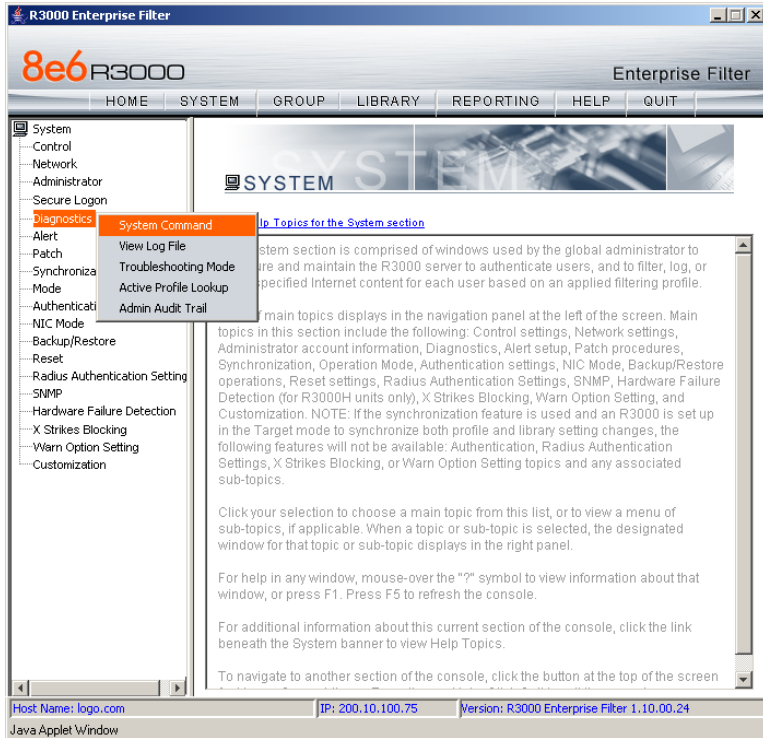 R3000 Enterprise Filter
8e6 R3000
Enterprise Filter
HOME SYSTEM GROUP LIBRARY REPORTING HELP QUIT
System
Control
Network
Administrator
Secure Logon
Diagnostics
Alert
Patch
Synchroniza
Mode
Authenticati
NIC Mode
Backup/Restore
Reset
Radius Authentication Setting
SNMP
Hardware Failure Detection
X Strikes Blocking
Warn Option Setting
Customization
System Command
View Log File
Troubleshooting Mode
Active Profile Lookup
Admin Audit Trail
SYSTEM
SYSTEM
lp Topics for the System section
stem section is comprised of windows used by the global administrator to
ure and maintain the R3000 server to authenticate users, and to filter, log, or
specified Internet content for each user based on an applied filtering profile.
f main topics displays in the navigation panel at the left of the screen. Main
topics in this section include the following: Control settings, Network settings,
Administrator account information, Diagnostics, Alert setup, Patch procedures,
Synchronization, Operation Mode, Authentication settings, NIC Mode, Backup/Restore
operations, Reset settings, Radius Authentication Settings, SNMP, Hardware Failure
Detection (for R3000H units only), X Strikes Blocking, Warn Option Setting, and
Customization. NOTE: If the synchronization feature is used and an R3000 is set up
in the Target mode to synchronize both profile and library setting changes, the
following features will not be available: Authentication, Radius Authentication
Settings, X Strikes Blocking, or Warn Option Setting topics and any associated
sub-topics.
Click your selection to choose a main topic from this list, or to view a menu of
sub-topics, if applicable. When a topic or sub-topic is selected, the designated
window for that topic or sub-topic displays in the right panel.
For help in any window, mouse-over the "?" symbol to view information about that
window, or press F1. Press F5 to refresh the console.
For additional information about this current section of the console, click the link
beneath the System banner to view Help Topics.
To navigate to another section of the console, click the button at the top of the screen
Host Name: logo.com
IP: 200.10.100.75
Version: R3000 Enterprise Filter 1.10.00.24
Java Applet Window